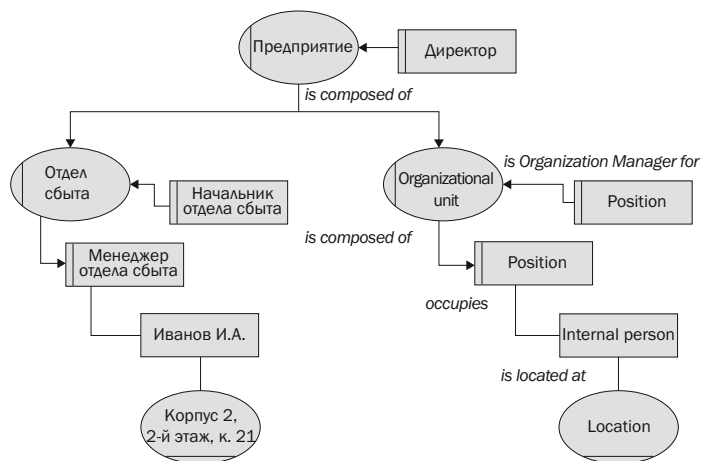 Предприятие
Директор
is composed of
Отдел
сбыта
Начальник
отдела сбыта
Organizational
unit
is Organization Manager for
Position
is composed of
Менеджер
отдела сбыта
Position
occupies
Иванов И.А.
Internal person
is located at
Корпус 2,
2-й этаж, к. 21
Location